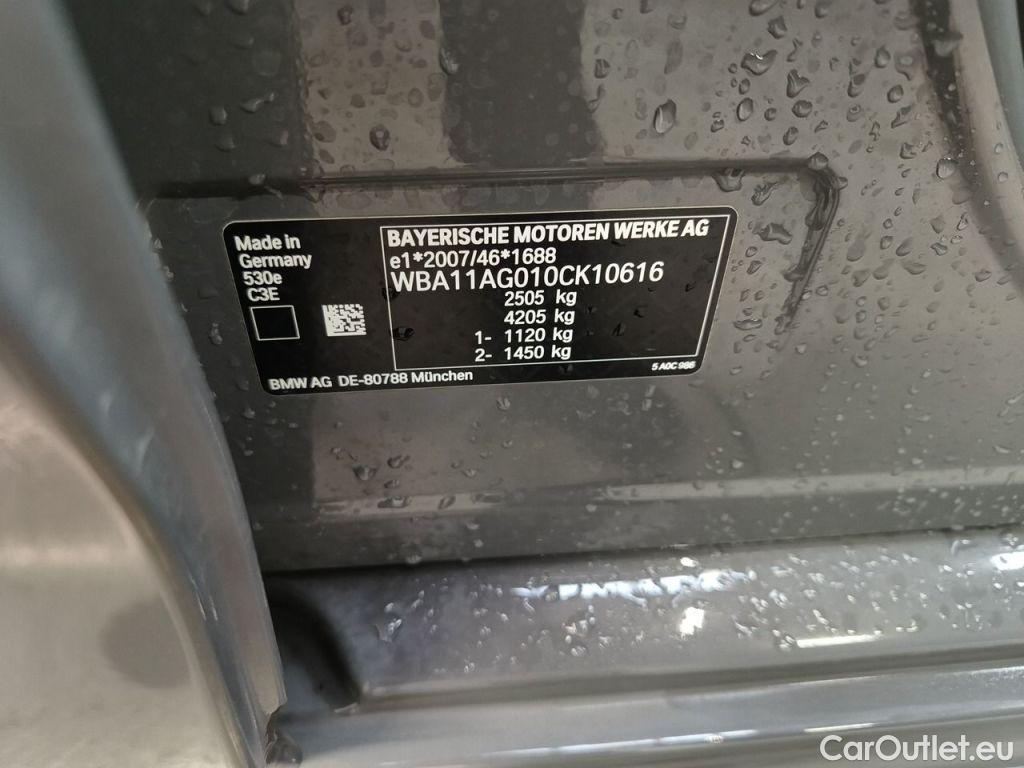 Made in
Germany
530e
C3E
BAYERISCHE MOTOREN WERKE AG
e1*2007/46*1688
WBA11AG010CK10616
2505 kg
4205 kg
1- 1120 kg
2- 1450 kg
BMW AG DE-80788 München
5 A0C 986
CarOutlet.eu